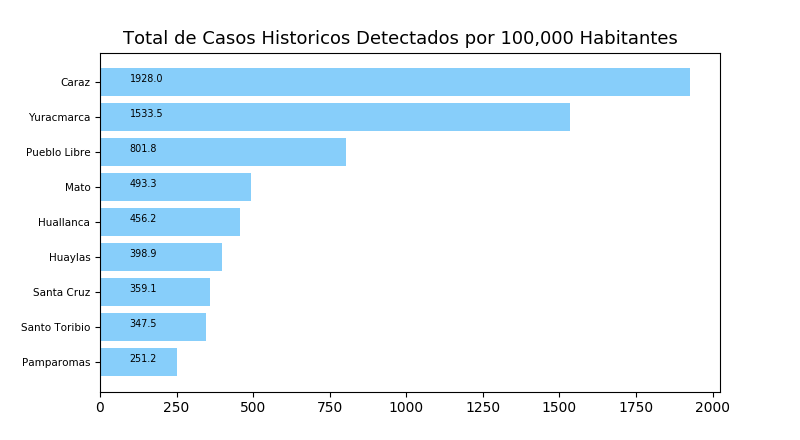 Total de Casos Historicos Detectados por 100,000 Habitantes
Caraz 1928.0
Yuracmarca 1533.5
Pueblo Libre 801.8
Mato 493.3
Huallanca 456.2
Huaylas 398.9
Santa Cruz 359.1
Santo Toribio 347.5
Pamparomas 251.2
0 250 500 750 1000 1250 1500 1750 2000